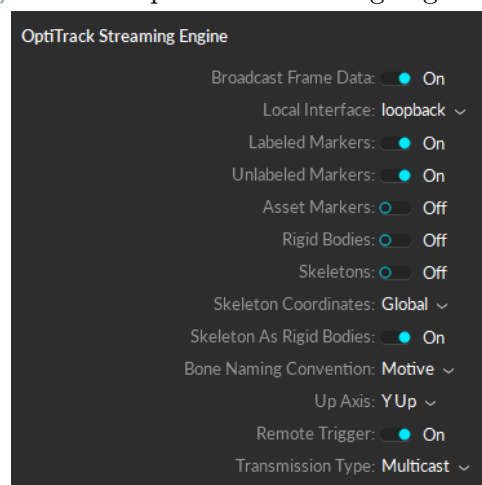 OptiTrack Streaming Engine
Broadcast Frame Data: On
Local Interface: loopback
Labeled Markers: On
Unlabeled Markers: On
Asset Markers: Off
Rigid Bodies: Off
Skeletons: Off
Skeleton Coordinates: Global
Skeleton As Rigid Bodies: On
Bone Naming Convention: Motive
Up Axis: Y Up
Remote Trigger: On
Transmission Type: Multicast